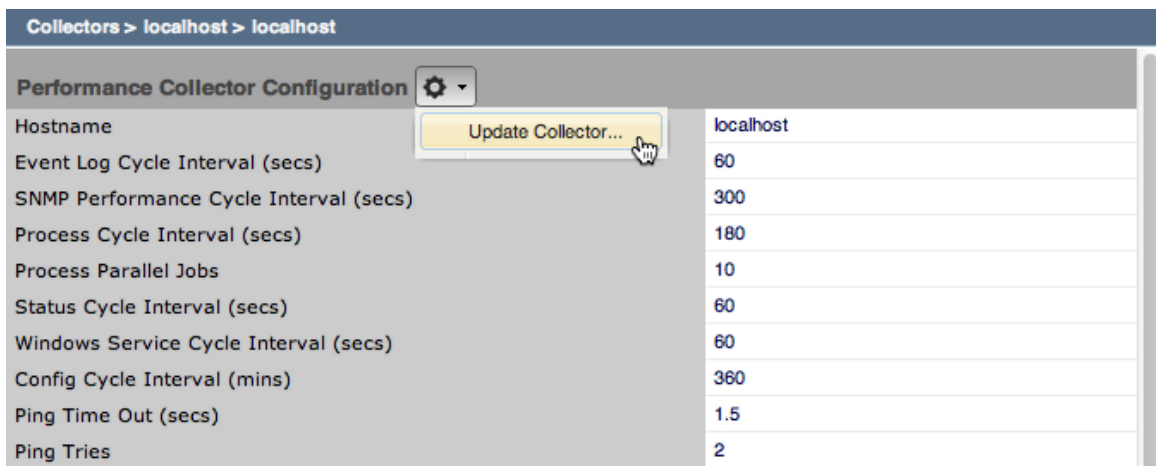 Collectors > localhost > localhost
Performance Collector Configuration
Update Collector...
Hostname localhost
Event Log Cycle Interval (secs) 60
SNMP Performance Cycle Interval (secs) 300
Process Cycle Interval (secs) 180
Process Parallel Jobs 10
Status Cycle Interval (secs) 60
Windows Service Cycle Interval (secs) 60
Config Cycle Interval (mins) 360
Ping Time Out (secs) 1.5
Ping Tries 2